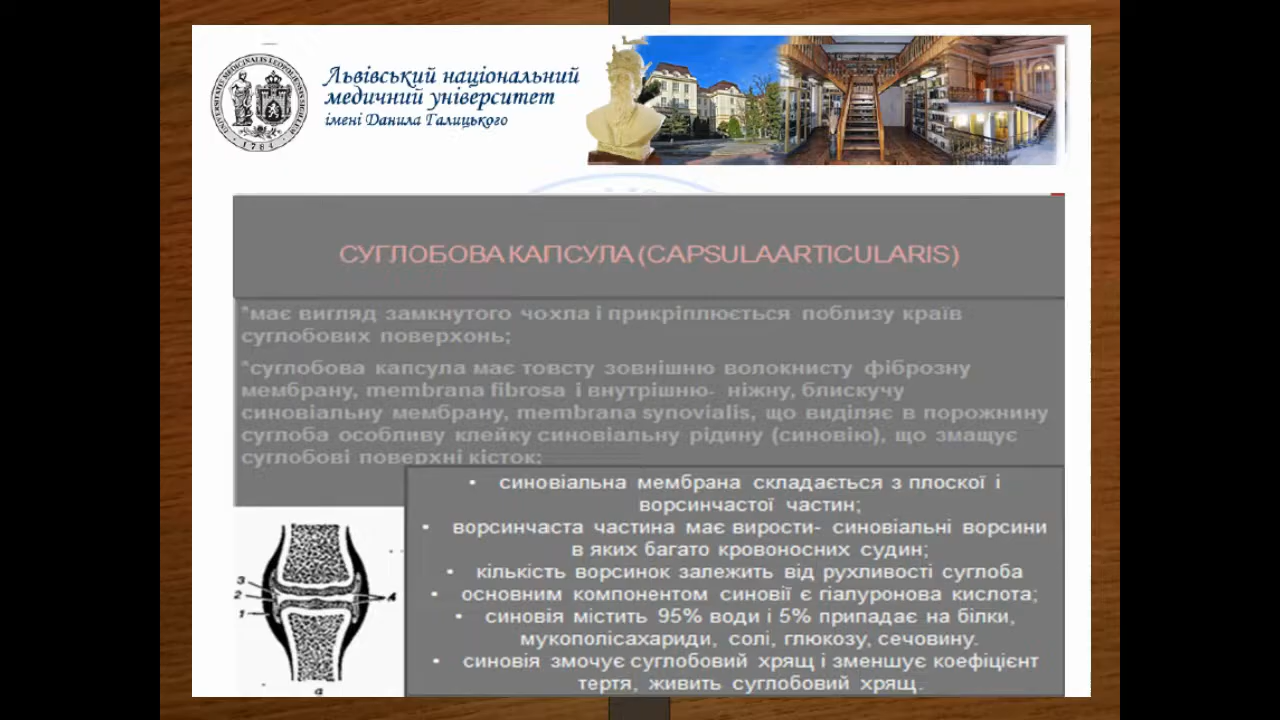 Львівський національний
медичний університет
імені Данила Галицького
1784
СУГЛОБОВА КАПСУЛА (CAPSULA ARTICULARIS)
*має вигляд замкнутого чохла і прикріплюється поблизу країв
суглобових поверхонь;
*суглобова капсула має товсту зовнішню волокнисту фіброзну
мембрану, membrana fibrosa і внутрішню- ніжну, блискучу
синовіальну мембрану, membrana synovialis, що виділяє в порожнину
суглоба особливу клейку синовіальну рідину (синовію), що змащує
суглобові поверхні кісток;
• синовіальна мембрана складається з плоскої і
ворсинчастої частин;
• ворсинчаста частина має вирости- синовіальні ворсини
в яких багато кровоносних судин;
• кількість ворсинок залежить від рухливості суглоба
• основним компонентом синовії є гіалуронова кислота;
• синовія містить 95% води і 5% припадає на білки,
мукополісахариди, солі, глюкозу, сечовину.
• синовія змочує суглобовий хрящ і зменшує коефіцієнт
тертя, живить суглобовий хрящ.
3
2
1
4
а